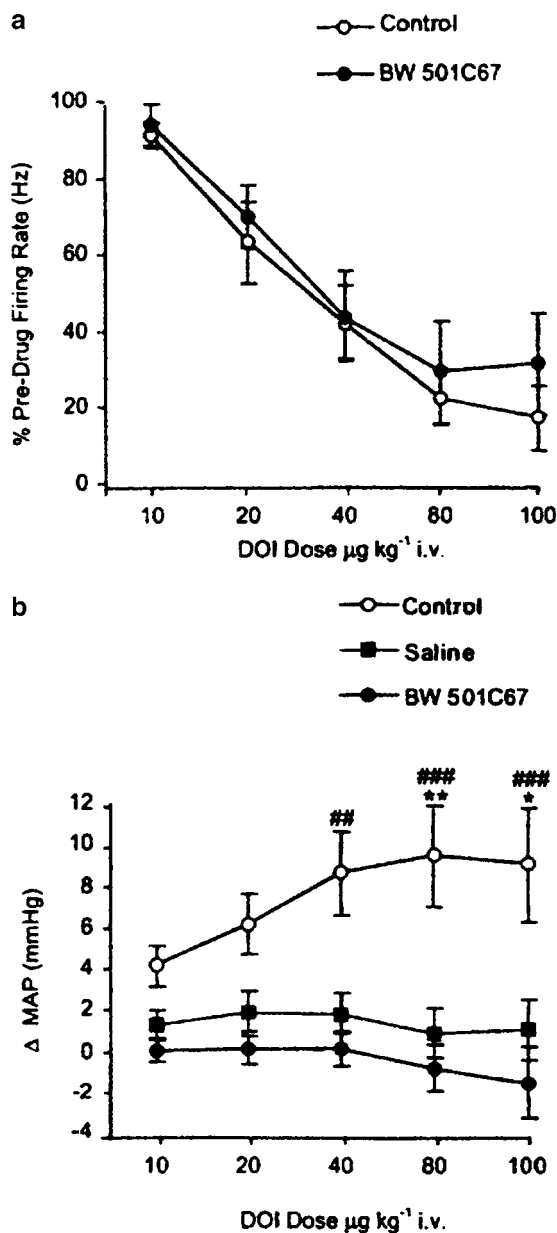 a
Control
BW 501C67
% Pre-Drug Firing Rate (Hz)
100
80
60
40
20
0
10 20 40 80 100
DOI Dose µg kg⁻¹ i.v.
b
Control
Saline
BW 501C67
Δ MAP (mmHg)
## ### ###
** *
12
10
8
6
4
2
0
-2
-4
10 20 40 80 100
DOI Dose µg kg⁻¹ i.v.